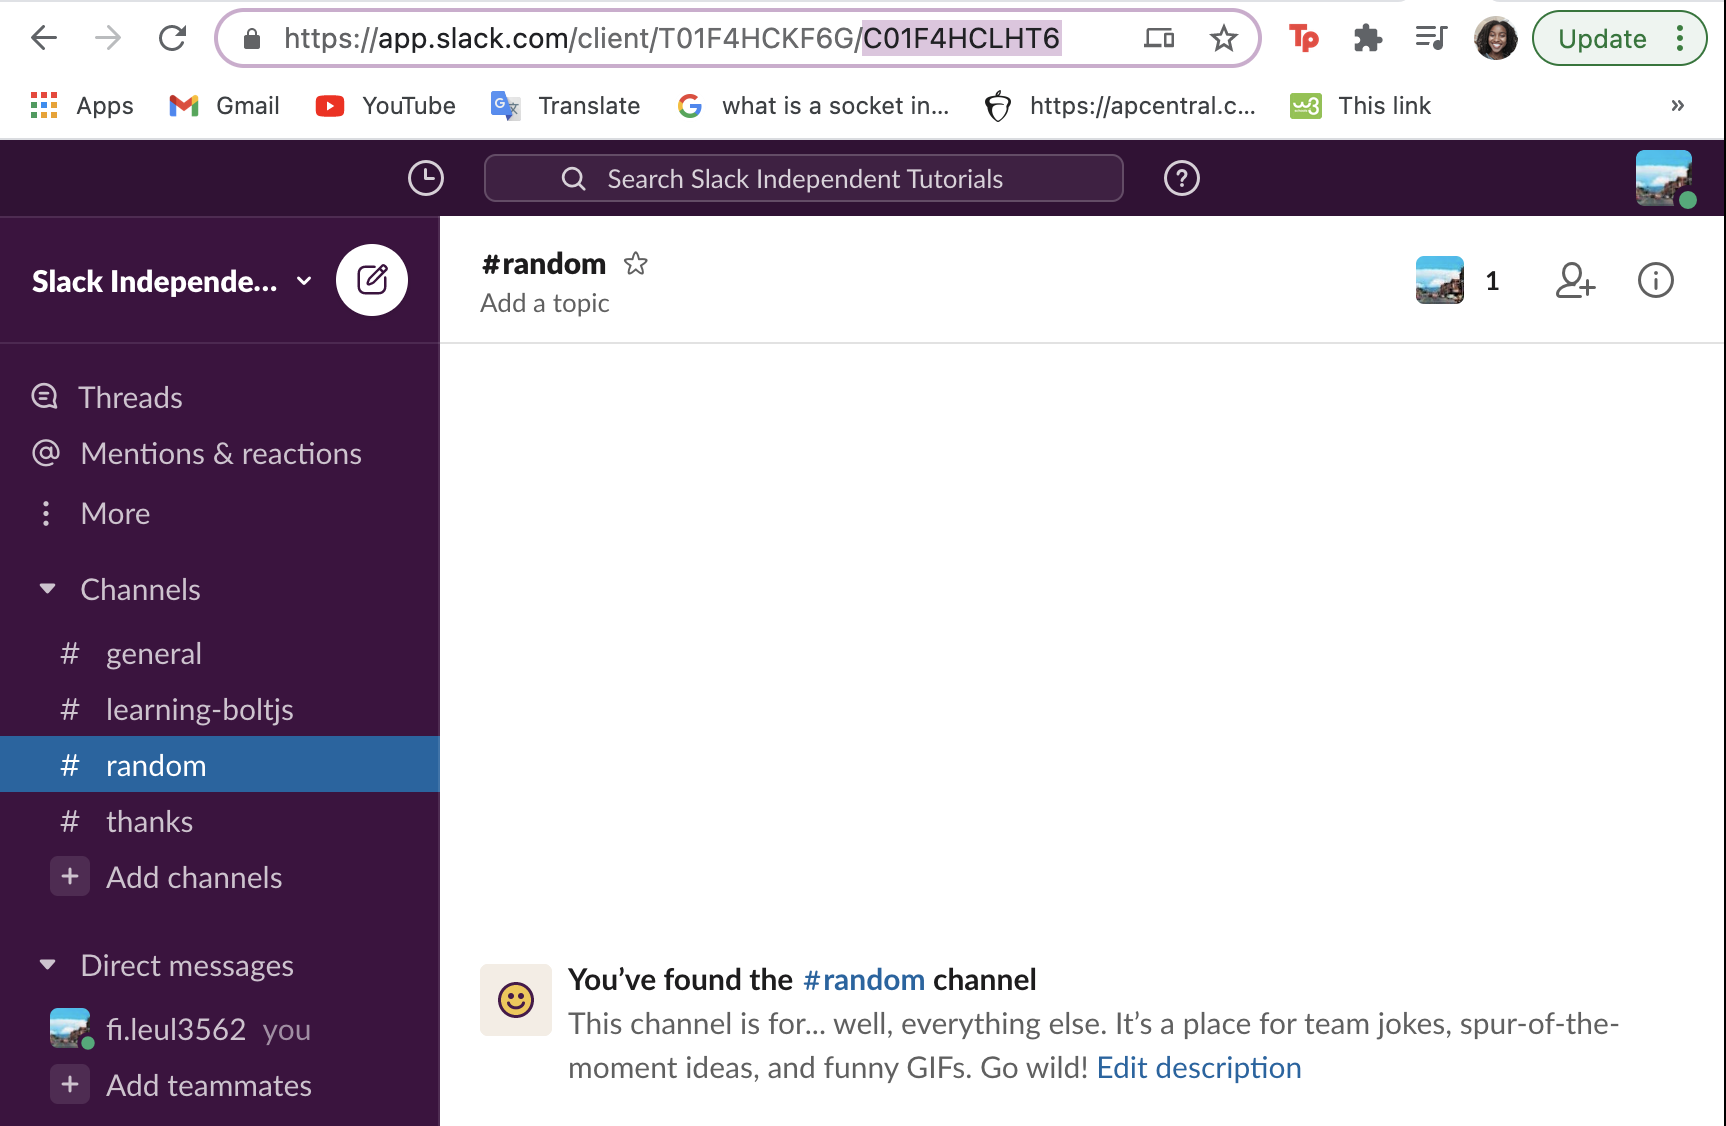 https://app.slack.com/client/T01F4HCKF6G/C01F4HCLHT6
Tp
Update
Apps
Gmail
YouTube
Translate
what is a socket in...
https://apcentral.c...
This link
»
Search Slack Independent Tutorials
Slack Independe...
#random
Add a topic
1
Threads
Mentions & reactions
More
Channels
# general
# learning-boltjs
# random
# thanks
+ Add channels
Direct messages
fi.leul3562 you
+ Add teammates
You’ve found the #random channel
This channel is for... well, everything else. It’s a place for team jokes, spur-of-the-
moment ideas, and funny GIFs. Go wild! Edit description